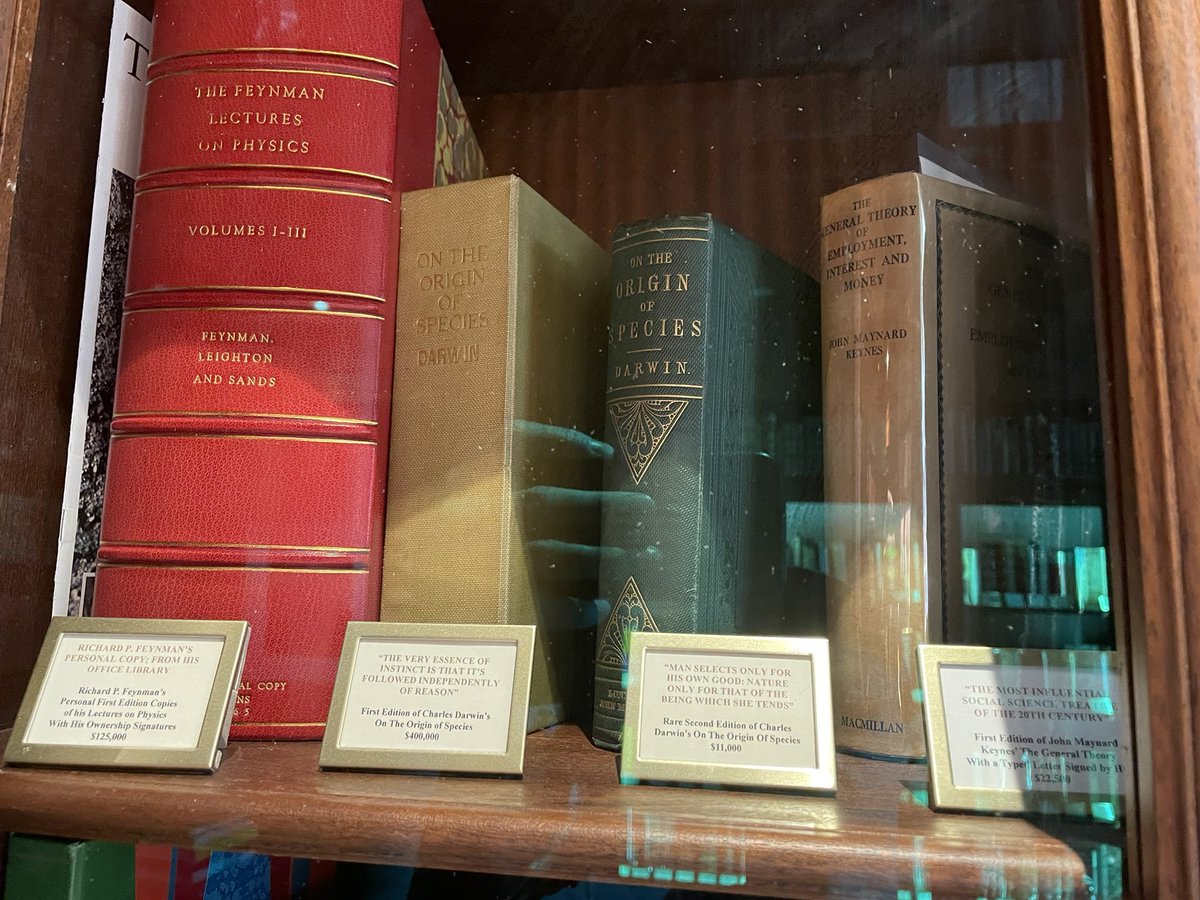 T
THE FEYNMAN
LECTURES
ON PHYSICS
VOLUMES I-III
FEYNMAN,
LEIGHTON
AND SANDS
COPY
5
ON THE
ORIGIN
OF
SPECIES
DARWIN
ON THE
ORIGIN
OF
SPECIES
DARWIN.
THE
GENERAL THEORY
OF
EMPLOYMENT,
INTEREST AND
MONEY
JOHN MAYNARD
KEYNES
MACMILLAN
RICHARD P. FEYNMAN'S
PERSONAL COPY; FROM HIS
OFFICE LIBRARY
Richard P. Feynman's
Personal First Edition Copies
of his Lectures on Physics
With His Ownership Signatures
$125,000
"THE VERY ESSENCE OF
INSTINCT IS THAT IT'S
FOLLOWED INDEPENDENTLY
OF REASON"
First Edition of Charles Darwin's
On The Origin of Species
$400,000
"MAN SELECTS ONLY FOR
HIS OWN GOOD: NATURE
ONLY FOR THAT OF THE
BEING WHICH SHE TENDS"
Rare Second Edition of Charles
Darwin's On The Origin Of Species
$11,000
"THE MOST INFLUENTIAL
SOCIAL SCIENCE TREATISE
OF THE 20TH CENTURY"
First Edition of John Maynard
Keynes' The General Theory
With a Typed Letter Signed by
$22,500